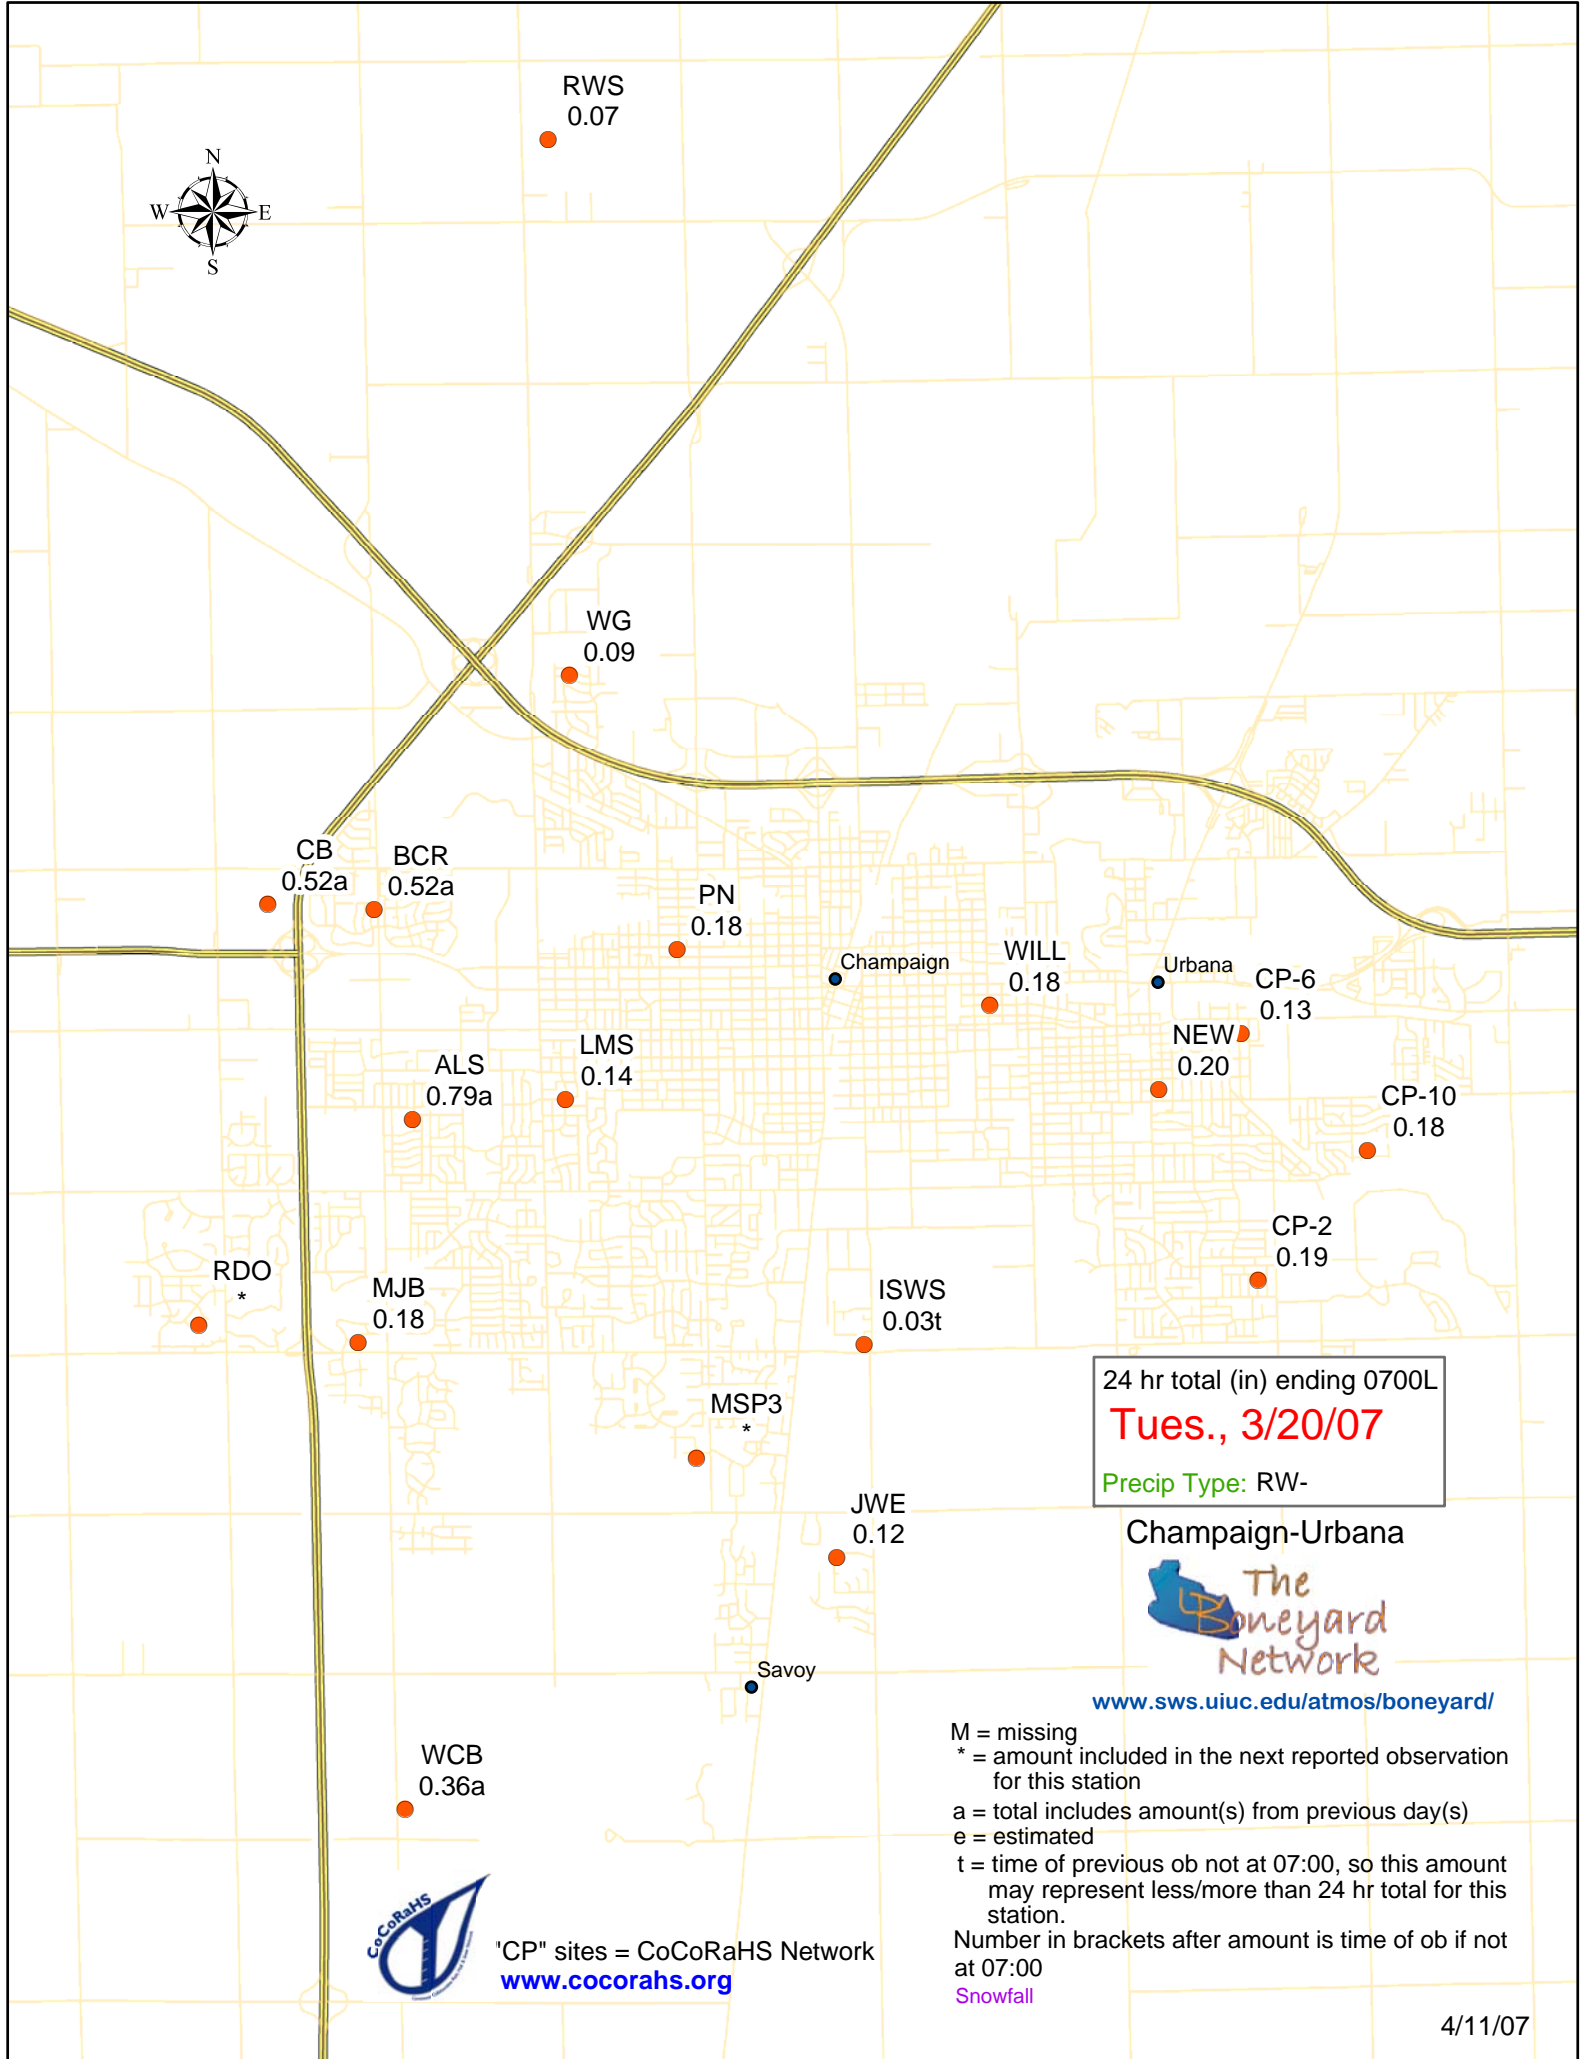 RWS
0.07
N
W E
S
WG
0.09
CB
0.52a
BCR
0.52a
PN
0.18
Champaign
WILL
0.18
Urbana
CP-6
0.13
NEW
0.20
LMS
0.14
ALS
0.79a
CP-10
0.18
CP-2
0.19
RDO
*
MJB
0.18
ISWS
0.03t
MSP3
*
JWE
0.12
24 hr total (in) ending 0700L
Tues., 3/20/07
Precip Type: RW-
Champaign-Urbana
The
Boneyard
Network
www.sws.uiuc.edu/atmos/boneyard/
Savoy
WCB
0.36a
M = missing
* = amount included in the next reported observation
for this station
a = total includes amount(s) from previous day(s)
e = estimated
t = time of previous ob not at 07:00, so this amount
may represent less/more than 24 hr total for this
station.
Number in brackets after amount is time of ob if not
at 07:00
Snowfall
CoCoRaHS
"CP" sites = CoCoRaHS Network
www.cocorahs.org
4/11/07